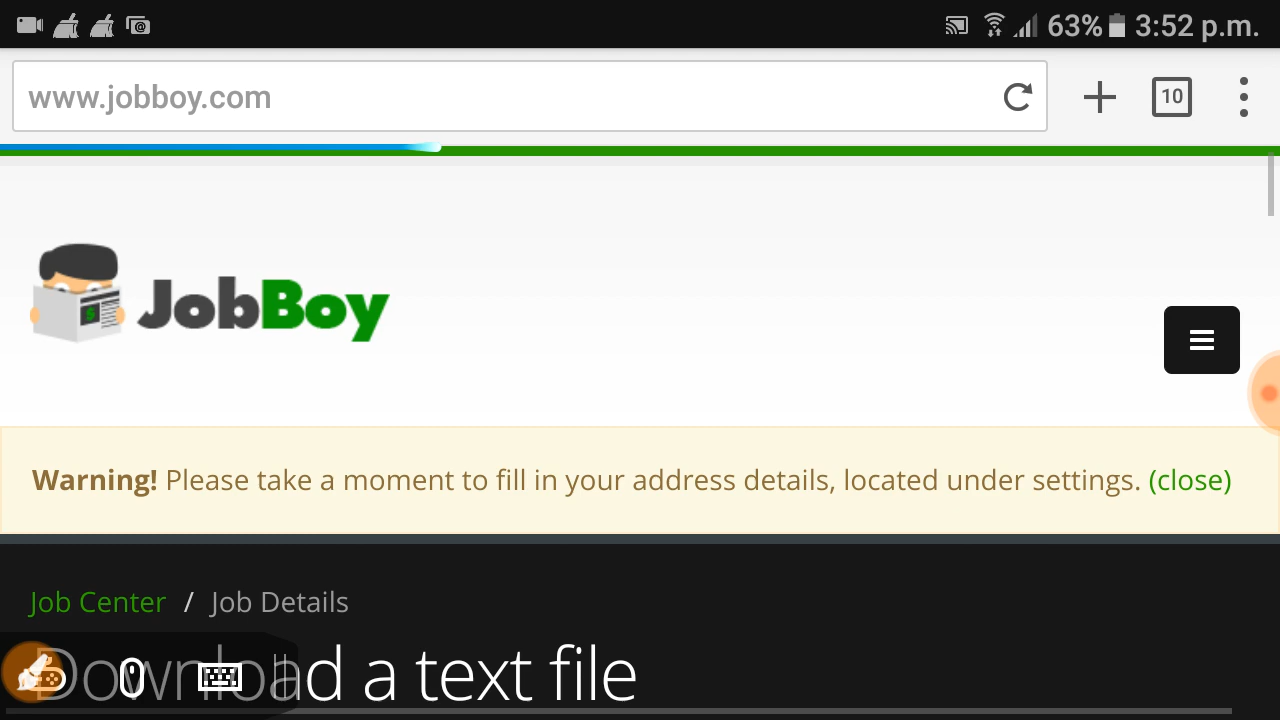 63% 3:52 p.m.
www.jobboy.com
10
JobBoy
Warning! Please take a moment to fill in your address details, located under settings. (close)
Job Center / Job Details
Download a text file